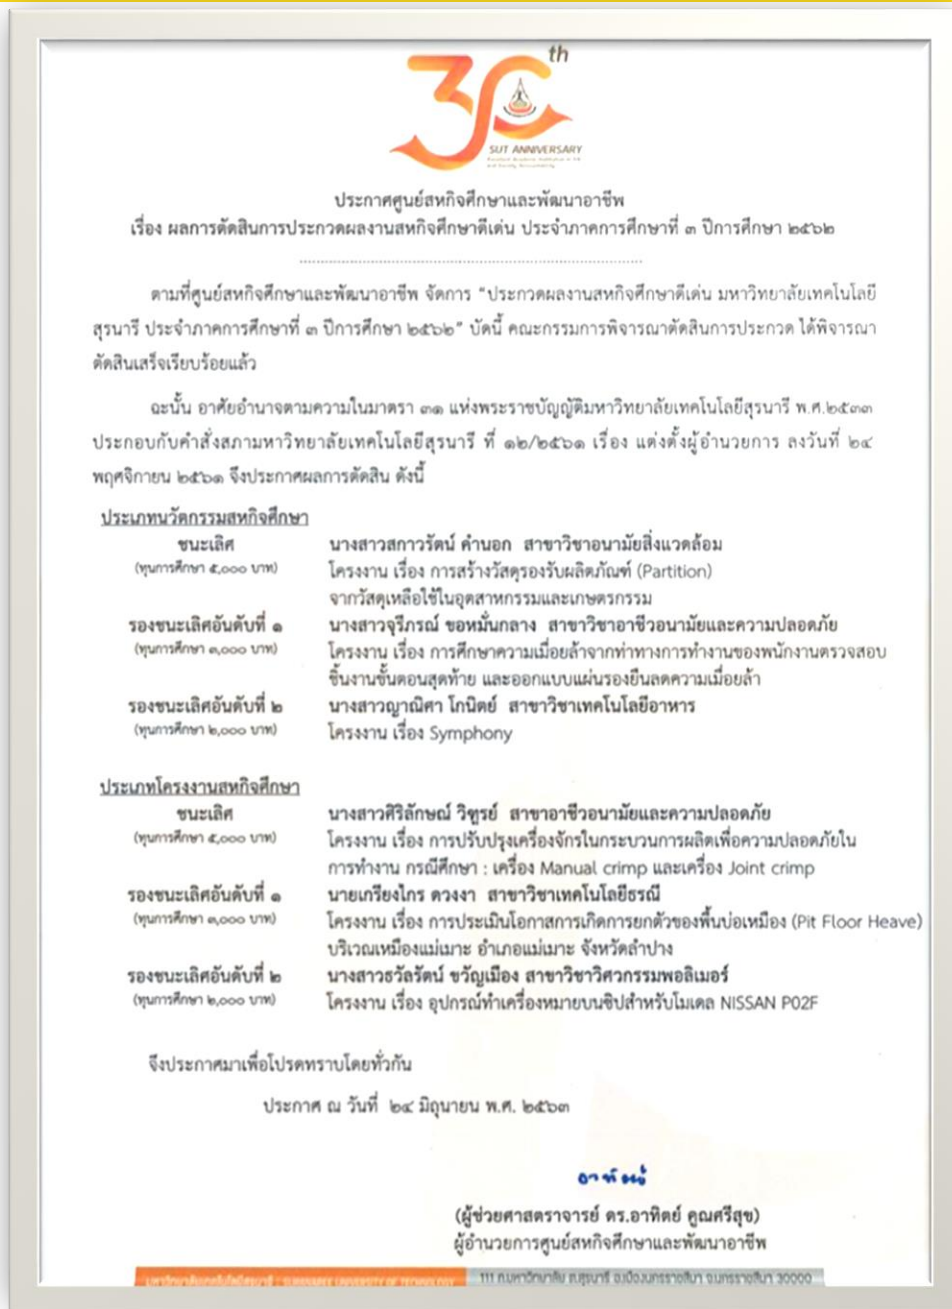 30th
SUT ANNIVERSARY
ประกาศศูนย์สหกิจศึกษาและพัฒนาอาชีพ
เรื่อง ผลการตัดสินการประกวดผลงานสหกิจศึกษาดีเด่น ประจำภาคการศึกษาที่ ๓ ปีการศึกษา ๒๕๖๒
ตามที่ศูนย์สหกิจศึกษาและพัฒนาอาชีพ จัดการ “ประกวดผลงานสหกิจศึกษาดีเด่น มหาวิทยาลัยเทคโนโลยี
สุรนารี ประจำภาคการศึกษาที่ ๓ ปีการศึกษา ๒๕๖๒” บัดนี้ คณะกรรมการพิจารณาตัดสินการประกวด ได้พิจารณา
ตัดสินเสร็จเรียบร้อยแล้ว
ฉะนั้น อาศัยอำนาจตามความในมาตรา ๓๑ แห่งพระราชบัญญัติมหาวิทยาลัยเทคโนโลยีสุรนารี พ.ศ.๒๕๓๓
ประกอบกับคำสั่งสภามหาวิทยาลัยเทคโนโลยีสุรนารี ที่ ๑๒/๒๕๖๑ เรื่อง แต่งตั้งผู้อำนวยการ ลงวันที่ ๒๔
พฤศจิกายน ๒๕๖๑ จึงประกาศผลการตัดสิน ดังนี้
ประเภทนวัตกรรมสหกิจศึกษา
ชนะเลิศ นางสาวสกาวรัตน์ คำนอก สาขาวิชาอนามัยสิ่งแวดล้อม
(ทุนการศึกษา ๕,๐๐๐ บาท) โครงงาน เรื่อง การสร้างวัสดุรองรับผลิตภัณฑ์ (Partition)
จากวัสดุเหลือใช้ในอุตสาหกรรมและเกษตรกรรม
รองชนะเลิศอันดับที่ ๑ นางสาวจุรีภรณ์ ขอหมั่นกลาง สาขาวิชาอาชีวอนามัยและความปลอดภัย
(ทุนการศึกษา ๓,๐๐๐ บาท) โครงงาน เรื่อง การศึกษาความเมื่อยล้าจากท่าทางการทำงานของพนักงานตรวจสอบ
ชิ้นงานขั้นตอนสุดท้าย และออกแบบแผ่นรองยืนลดความเมื่อยล้า
รองชนะเลิศอันดับที่ ๒ นางสาวญาณิศา โกนิตย์ สาขาวิชาเทคโนโลยีอาหาร
(ทุนการศึกษา ๒,๐๐๐ บาท) โครงงาน เรื่อง Symphony
ประเภทโครงงานสหกิจศึกษา
ชนะเลิศ นางสาวศิริลักษณ์ วิฑูรย์ สาขาอาชีวอนามัยและความปลอดภัย
(ทุนการศึกษา ๕,๐๐๐ บาท) โครงงาน เรื่อง การปรับปรุงเครื่องจักรในกระบวนการผลิตเพื่อความปลอดภัยใน
การทำงาน กรณีศึกษา : เครื่อง Manual crimp และเครื่อง Joint crimp
รองชนะเลิศอันดับที่ ๑ นายเกรียงไกร ดวงงา สาขาวิชาเทคโนโลยีธรณี
(ทุนการศึกษา ๓,๐๐๐ บาท) โครงงาน เรื่อง การประเมินโอกาสการเกิดการยกตัวของพื้นบ่อเหมือง (Pit Floor Heave)
บริเวณเหมืองแม่เมาะ อำเภอแม่เมาะ จังหวัดลำปาง
รองชนะเลิศอันดับที่ ๒ นางสาวธวัลรัตน์ ขวัญเมือง สาขาวิชาวิศวกรรมพอลิเมอร์
(ทุนการศึกษา ๒,๐๐๐ บาท) โครงงาน เรื่อง อุปกรณ์ทำเครื่องหมายบนชิปสำหรับโมเดล NISSAN P02F
จึงประกาศมาเพื่อโปรดทราบโดยทั่วกัน
ประกาศ ณ วันที่ ๒๔ มิถุนายน พ.ศ. ๒๕๖๓
อาทิตย์
(ผู้ช่วยศาสตราจารย์ ดร.อาทิตย์ คูณศรีสุข)
ผู้อำนวยการศูนย์สหกิจศึกษาและพัฒนาอาชีพ
มหาวิทยาลัยเทคโนโลยีสุรนารี SURANAREE UNIVERSITY OF TECHNOLOGY 111 ถ.มหาวิทยาลัย ต.สุรนารี อ.เมืองนครราชสีมา จ.นครราชสีมา 30000